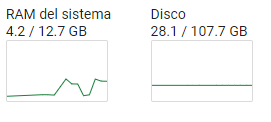 RAM del sistema
4.2 / 12.7 GB
Disco
28.1 / 107.7 GB